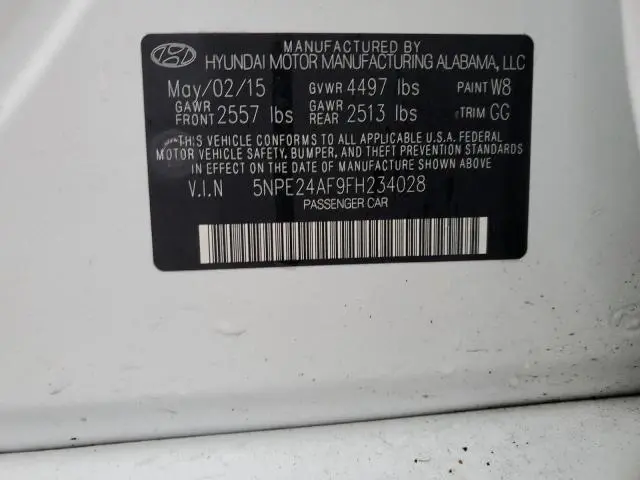 MANUFACTURED BY
HYUNDAI MOTOR MANUFACTURING ALABAMA, LLC
May/02/15 GVWR 4497 lbs PAINT W8
GAWR FRONT 2557 lbs GAWR REAR 2513 lbs TRIM GG
THIS VEHICLE CONFORMS TO ALL APPLICABLE U.S.A. FEDERAL
MOTOR VEHICLE SAFETY, BUMPER, AND THEFT PREVENTION STANDARDS
IN EFFECT ON THE DATE OF MANUFACTURE SHOWN ABOVE.
V.I.N 5NPE24AF9FH234028
PASSENGER CAR